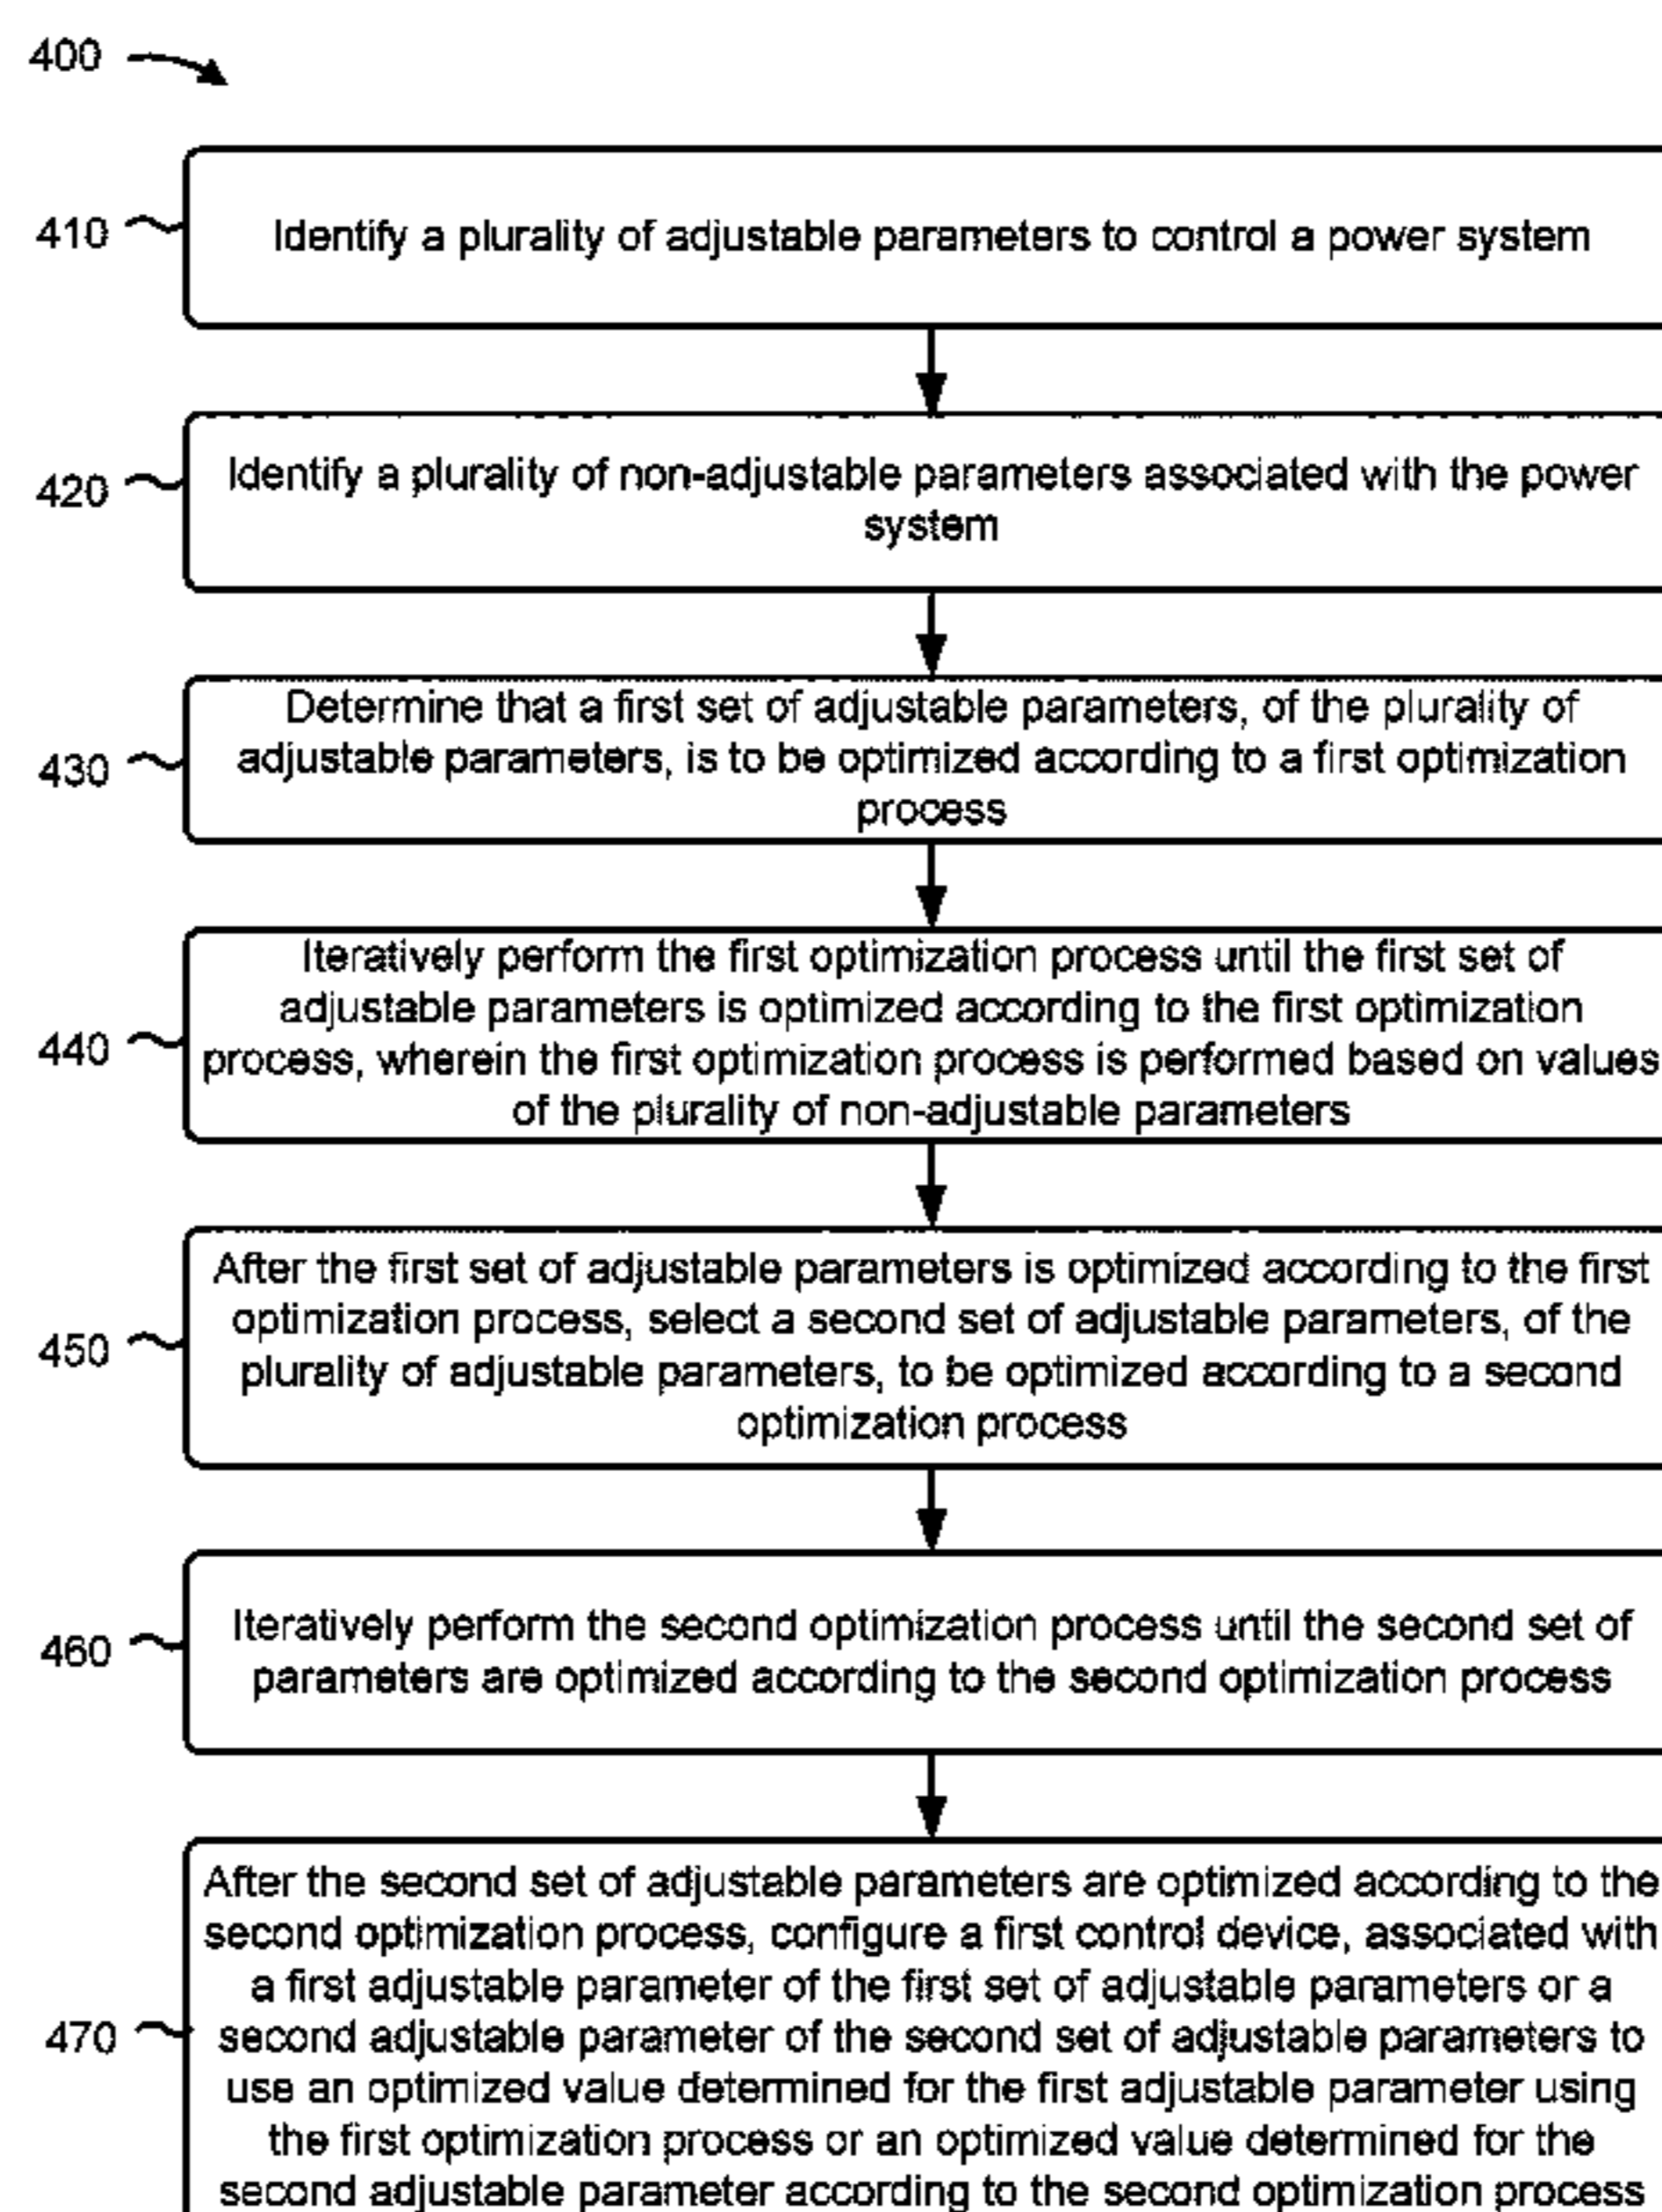 400
410
Identify a plurality of adjustable parameters to control a power system
420
Identify a plurality of non-adjustable parameters associated with the power
system
430
Determine that a first set of adjustable parameters, of the plurality of
adjustable parameters, is to be optimized according to a first optimization
process
440
Iteratively perform the first optimization process until the first set of
adjustable parameters is optimized according to the first optimization
process, wherein the first optimization process is performed based on values
of the plurality of non-adjustable parameters
450
After the first set of adjustable parameters is optimized according to the first
optimization process, select a second set of adjustable parameters, of the
plurality of adjustable parameters, to be optimized according to a second
optimization process
460
Iteratively perform the second optimization process until the second set of
parameters are optimized according to the second optimization process
470
After the second set of adjustable parameters are optimized according to the
second optimization process, configure a first control device, associated with
a first adjustable parameter of the first set of adjustable parameters or a
second adjustable parameter of the second set of adjustable parameters to
use an optimized value determined for the first adjustable parameter using
the first optimization process or an optimized value determined for the
second adjustable parameter according to the second optimization process